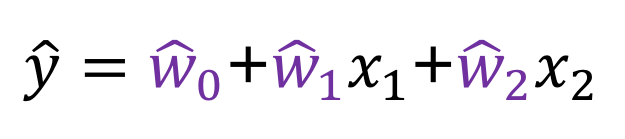 ŷ = ŵ₀+ŵ₁x₁+ŵ₂x₂